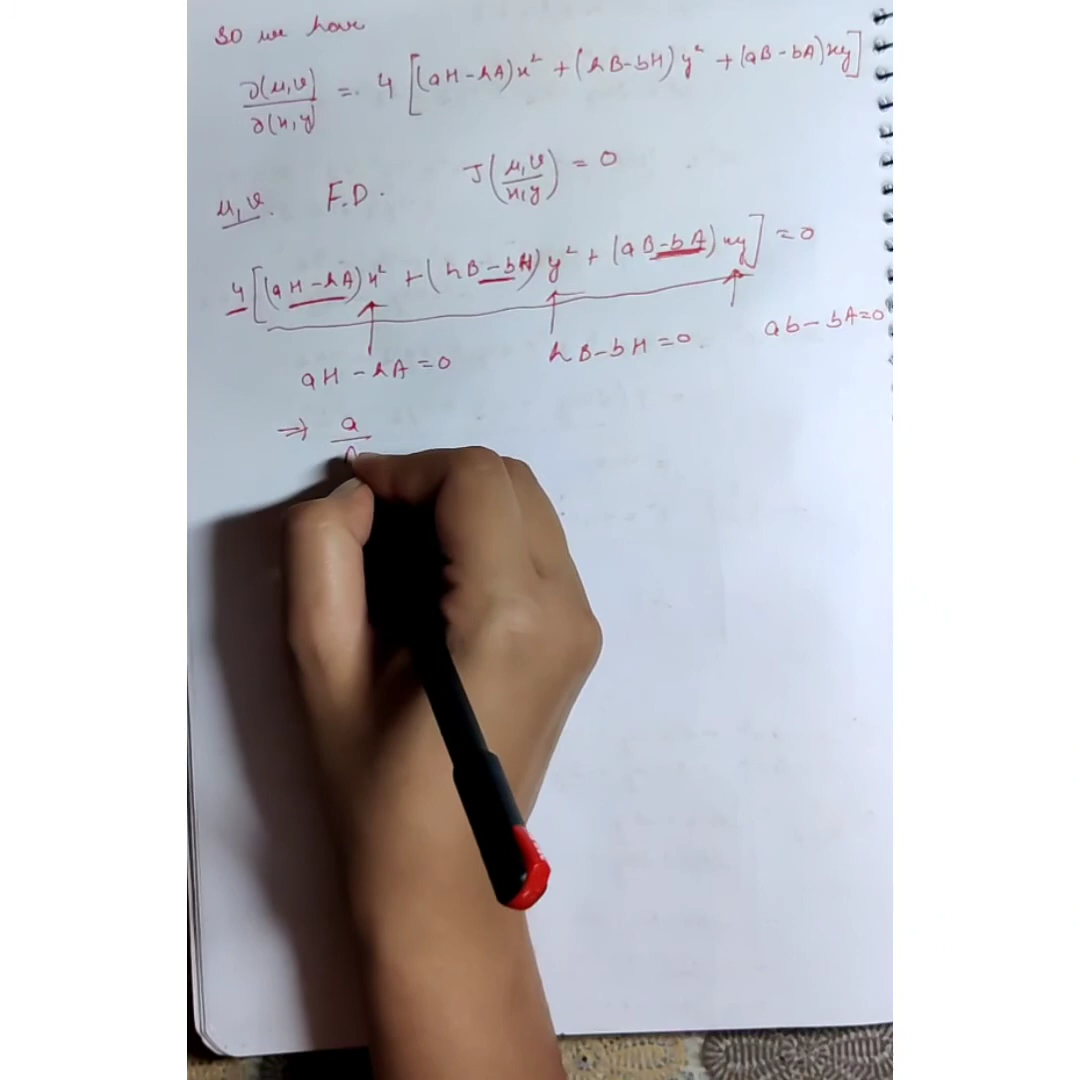 So we have
∂(u,v)/∂(x,y) = 4 [(aH-hA)x² + (hB-bH)y² + (aB-bA)xy]
u,v. F.D. J(u,v/x,y) = 0
4 [(aH-hA)x² + (hB-bH)y² + (aB-bA)xy] = 0
aH-hA=0 hB-bH=0. ab-bA=0
⇒ a/